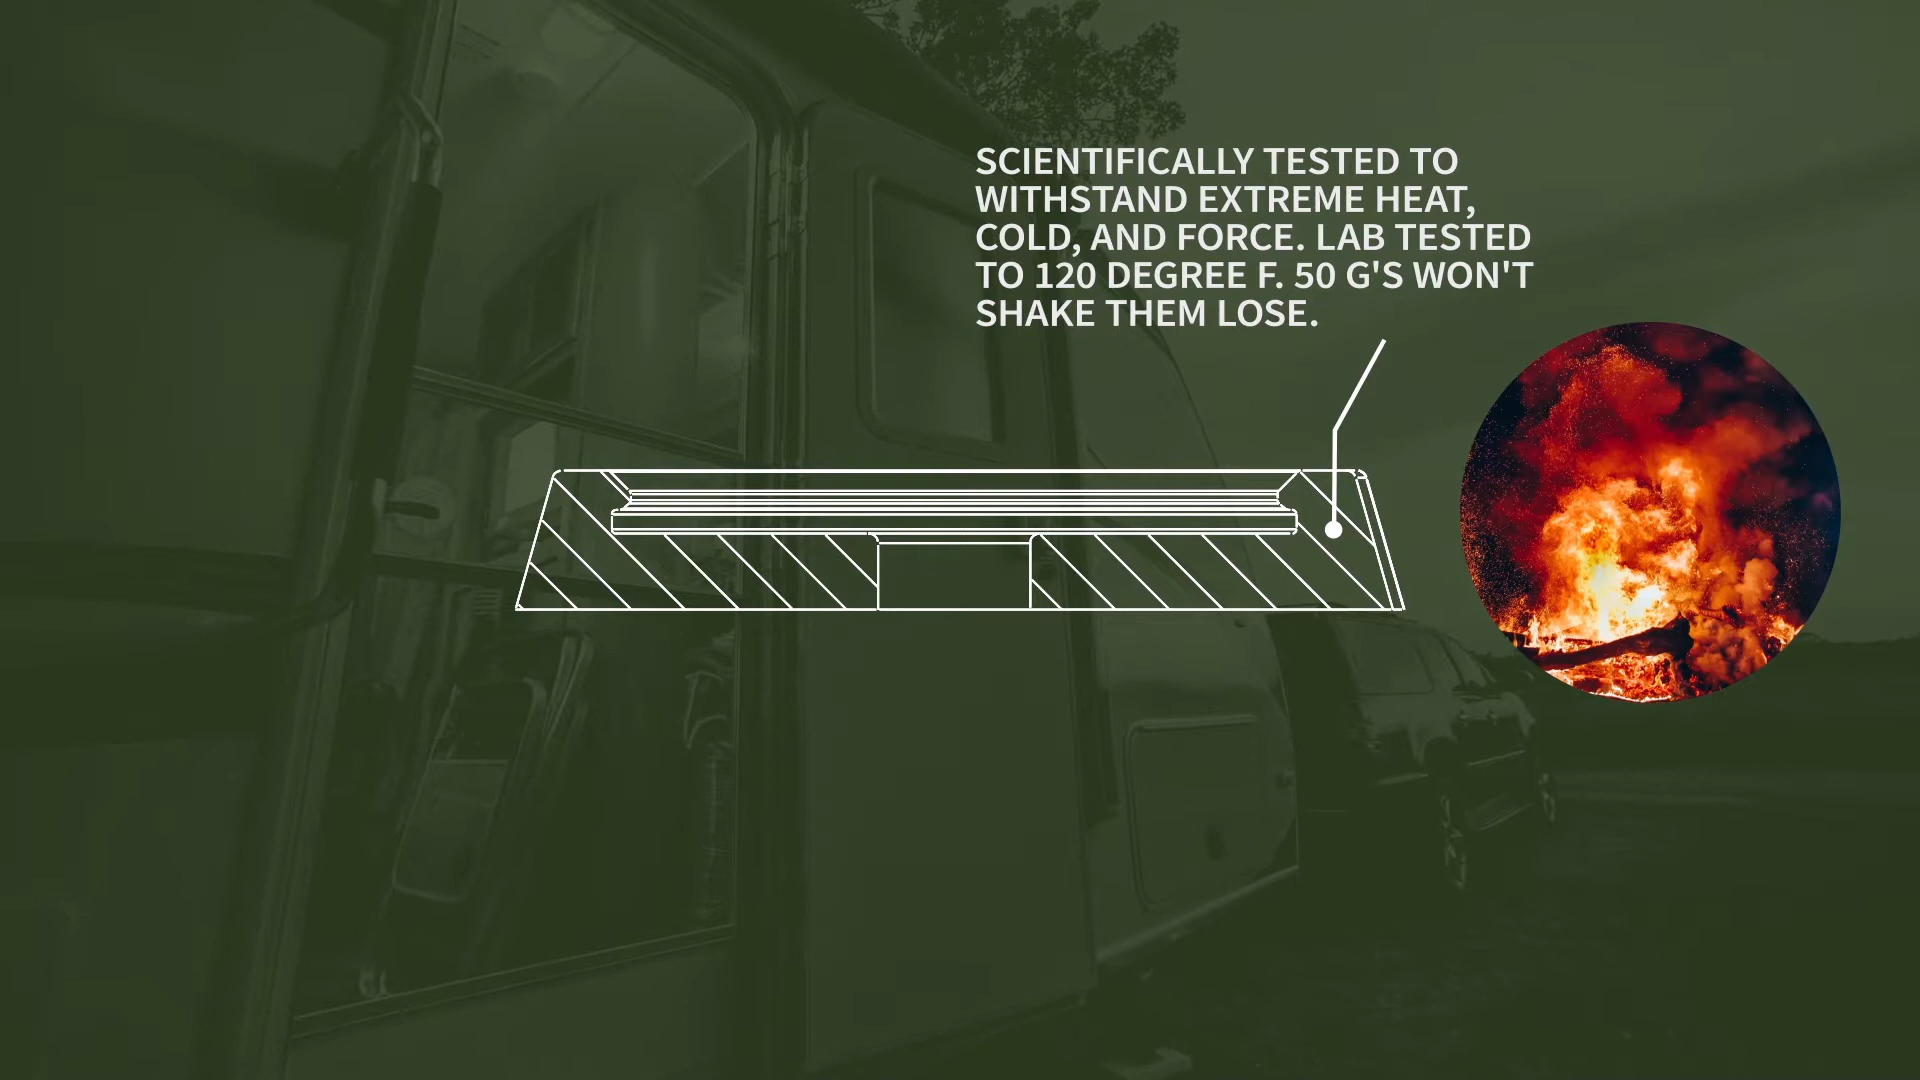 SCIENTIFICALLY TESTED TO
WITHSTAND EXTREME HEAT,
COLD, AND FORCE. LAB TESTED
TO 120 DEGREE F. 50 G'S WON'T
SHAKE THEM LOSE.